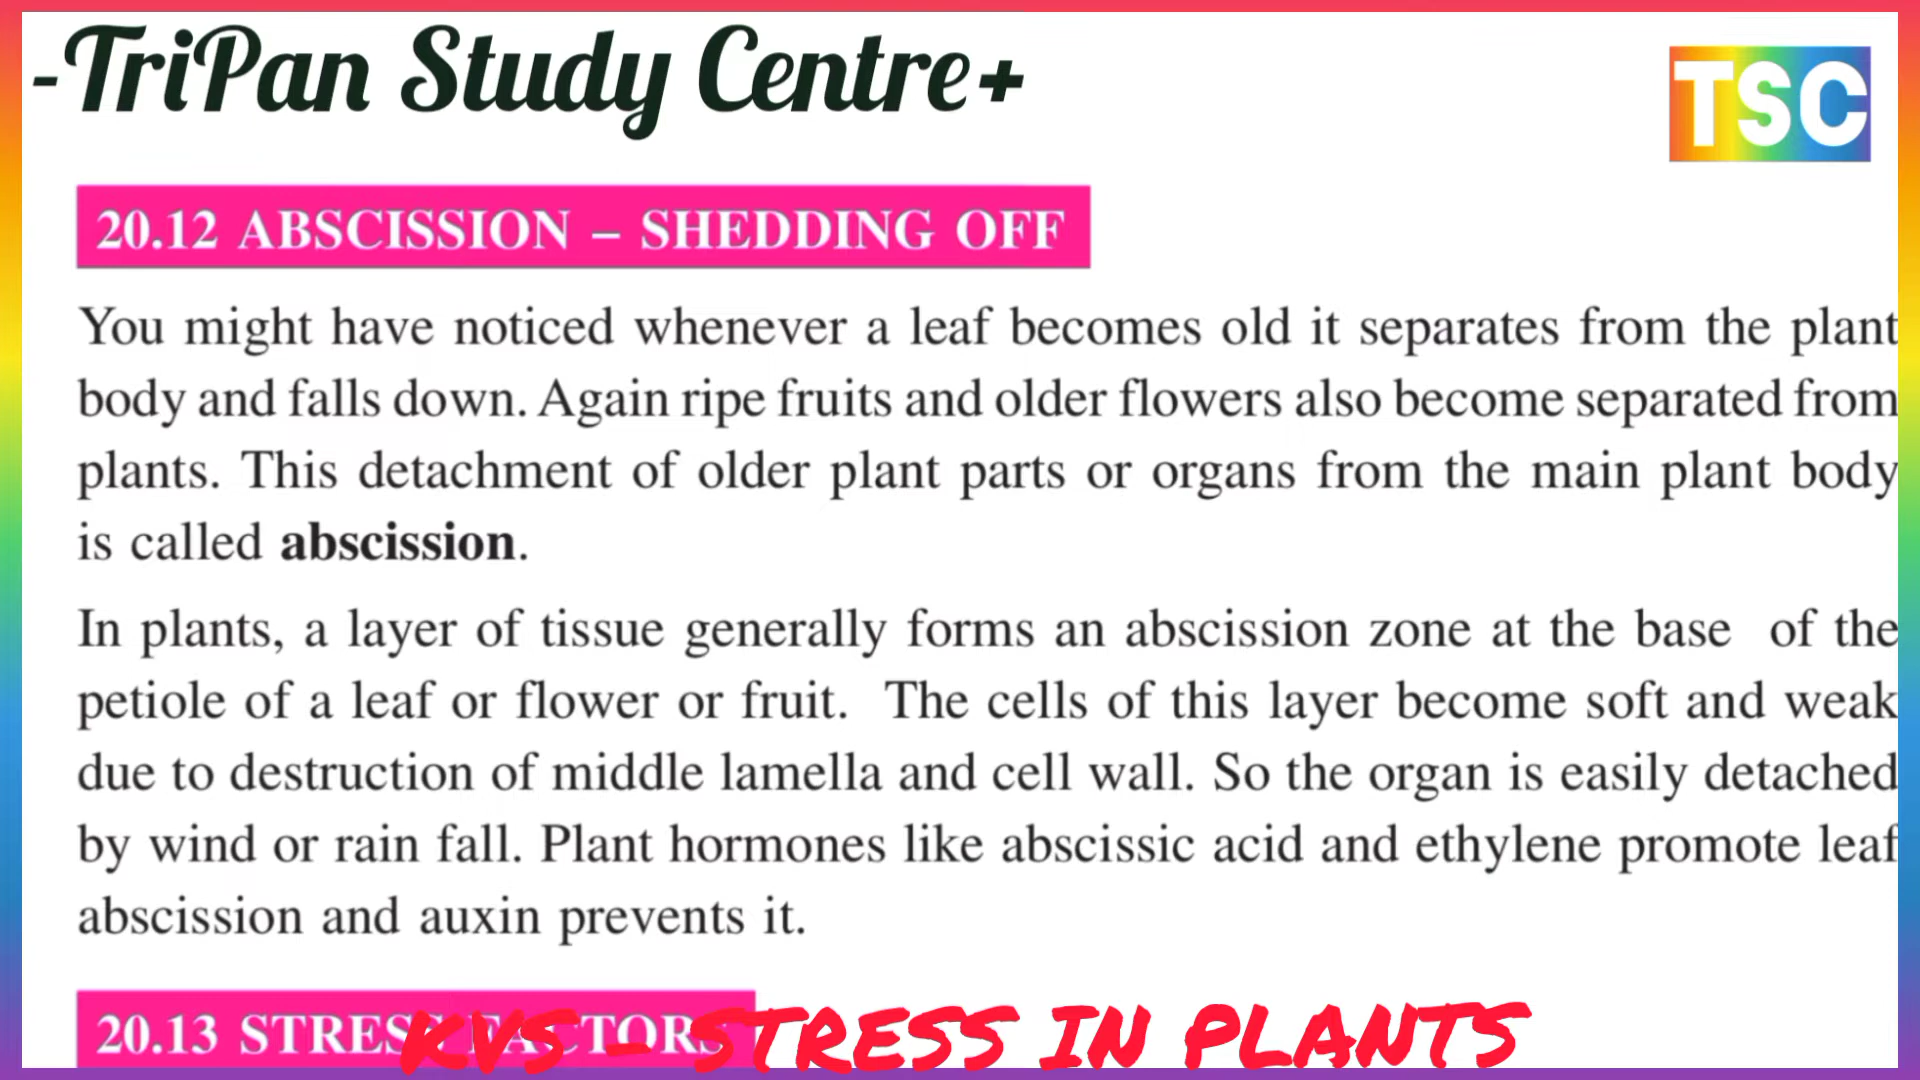 -TriPan Study Centre+
TSC
20.12 ABSCISSION – SHEDDING OFF
You might have noticed whenever a leaf becomes old it separates from the plant
body and falls down. Again ripe fruits and older flowers also become separated from
plants. This detachment of older plant parts or organs from the main plant body
is called abscission.
In plants, a layer of tissue generally forms an abscission zone at the base of the
petiole of a leaf or flower or fruit. The cells of this layer become soft and weak
due to destruction of middle lamella and cell wall. So the organ is easily detached
by wind or rain fall. Plant hormones like abscissic acid and ethylene promote leaf
abscission and auxin prevents it.
20.13 STRESS FACTORS
KVS - STRESS IN PLANTS